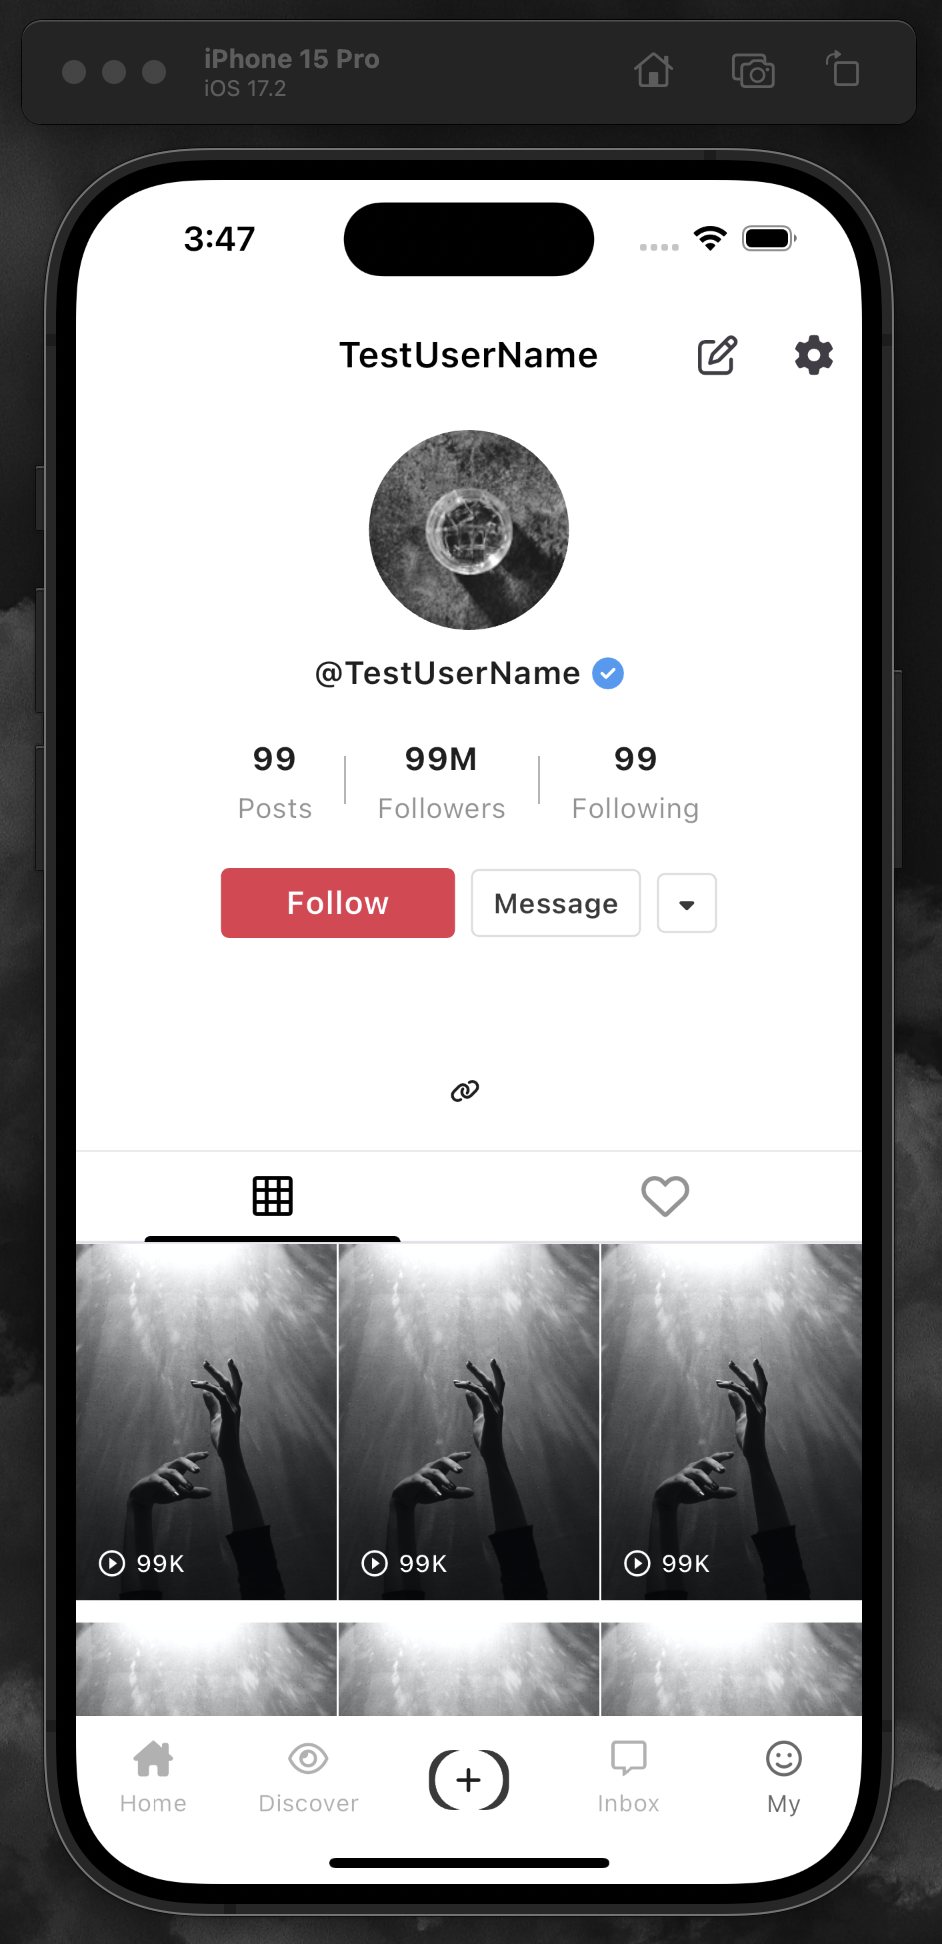 iPhone 15 Pro
iOS 17.2
3:47
TestUserName
@TestUserName
99 99M 99
Posts Followers Following
Follow Message
99K 99K 99K
Home Discover Inbox My